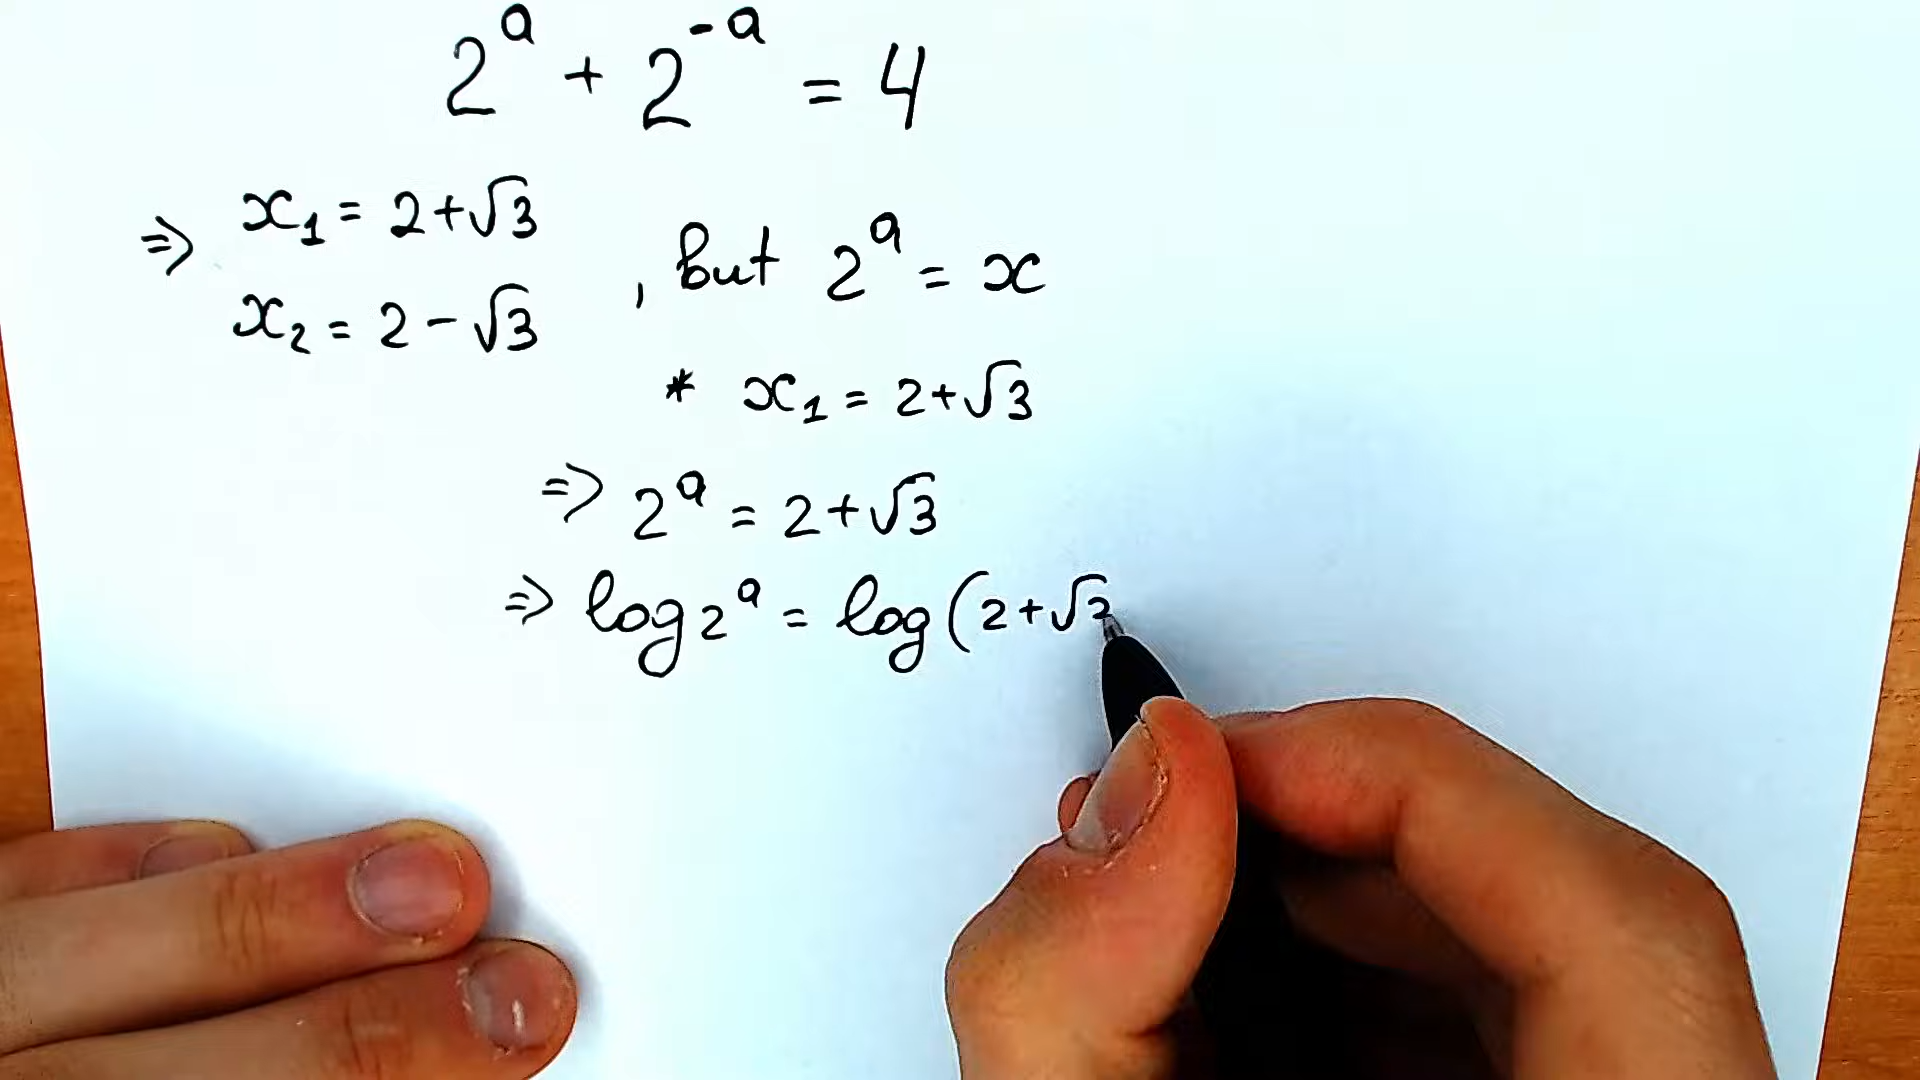 2^a + 2^-a = 4
=> x₁ = 2+√3
x₂ = 2-√3 , but 2^a = x
* x₁ = 2+√3
=> 2^a = 2+√3
=> log 2^a = log (2+√3